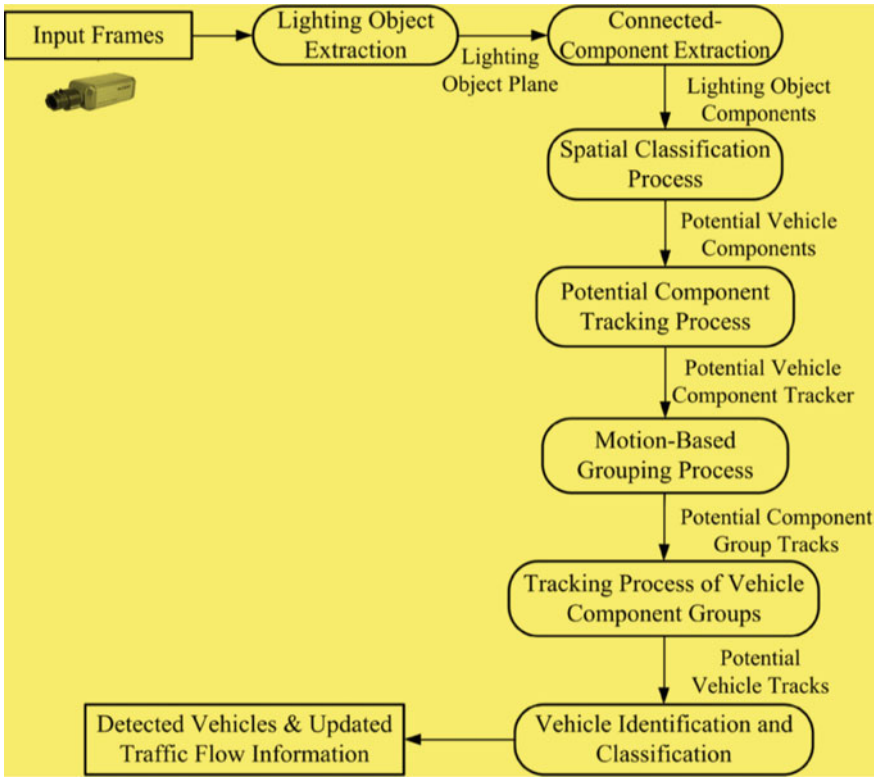 Input Frames
Lighting Object
Extraction
Lighting
Object Plane
Connected-
Component Extraction
Lighting Object
Components
Spatial Classification
Process
Potential Vehicle
Components
Potential Component
Tracking Process
Potential Vehicle
Component Tracker
Motion-Based
Grouping Process
Potential Component
Group Tracks
Tracking Process of Vehicle
Component Groups
Potential
Vehicle Tracks
Vehicle Identification and
Classification
Detected Vehicles & Updated
Traffic Flow Information